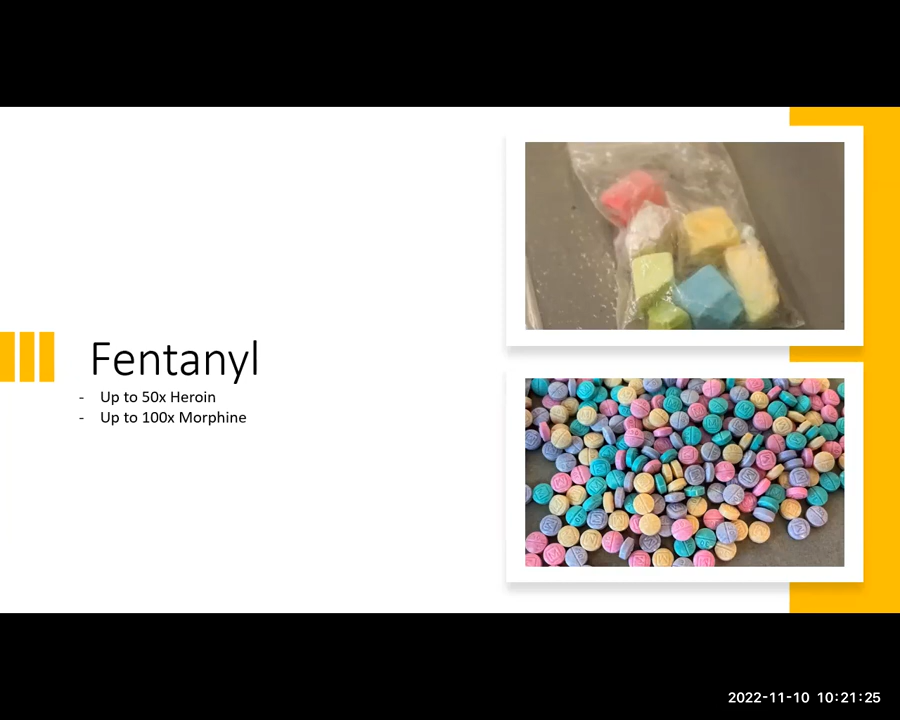 Fentanyl
- Up to 50x Heroin
- Up to 100x Morphine
2022-11-10 10:21:25